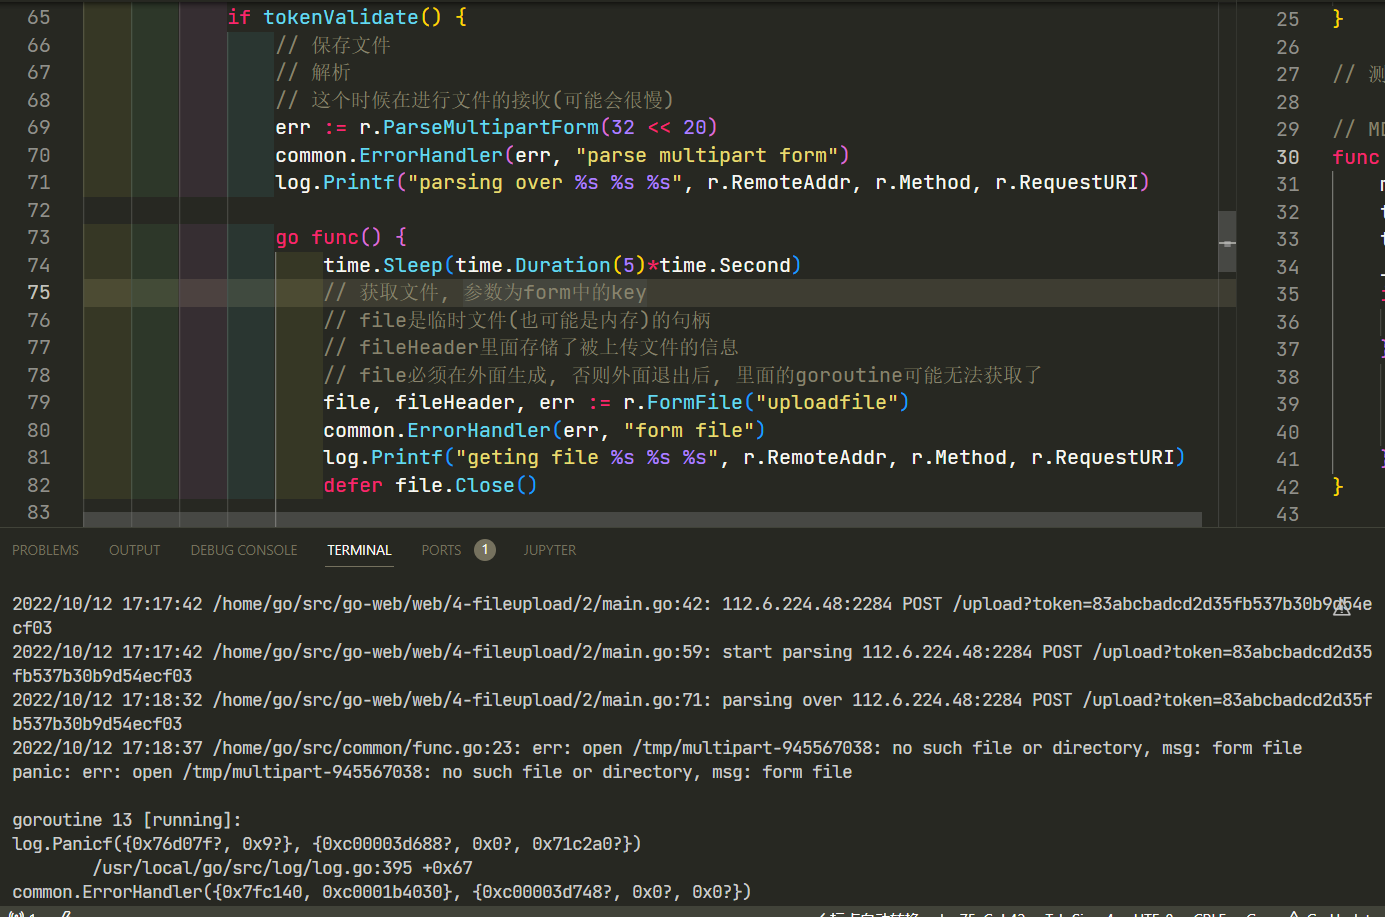 65 if tokenValidate() {
66 // 保存文件
67 // 解析
68 // 这个时候在进行文件的接收(可能会很慢)
69 err := r.ParseMultipartForm(32 << 20)
70 common.ErrorHandler(err, "parse multipart form")
71 log.Printf("parsing over %s %s %s", r.RemoteAddr, r.Method, r.RequestURI)
72
73 go func() {
74 time.Sleep(time.Duration(5)*time.Second)
75 // 获取文件, 参数为form中的key
76 // file是临时文件(也可能是内存)的句柄
77 // fileHeader里面存储了被上传文件的信息
78 // file必须在外面生成, 否则外面退出后, 里面的goroutine可能无法获取了
79 file, fileHeader, err := r.FormFile("uploadfile")
80 common.ErrorHandler(err, "form file")
81 log.Printf("geting file %s %s %s", r.RemoteAddr, r.Method, r.RequestURI)
82 defer file.Close()
83
25 }
26
27 // 测
28
29 // MD
30 func
31
32
33
34
35
36
37
38
39
40
41
42 }
43
PROBLEMS OUTPUT DEBUG CONSOLE TERMINAL PORTS 1 JUPYTER
2022/10/12 17:17:42 /home/go/src/go-web/web/4-fileupload/2/main.go:42: 112.6.224.48:2284 POST /upload?token=83abcbadcd2d35fb537b30b9d54e
cf03
2022/10/12 17:17:42 /home/go/src/go-web/web/4-fileupload/2/main.go:59: start parsing 112.6.224.48:2284 POST /upload?token=83abcbadcd2d35
fb537b30b9d54ecf03
2022/10/12 17:18:32 /home/go/src/go-web/web/4-fileupload/2/main.go:71: parsing over 112.6.224.48:2284 POST /upload?token=83abcbadcd2d35f
b537b30b9d54ecf03
2022/10/12 17:18:37 /home/go/src/common/func.go:23: err: open /tmp/multipart-945567038: no such file or directory, msg: form file
panic: err: open /tmp/multipart-945567038: no such file or directory, msg: form file
goroutine 13 [running]:
log.Panicf({0x76d07f?, 0x9?}, {0xc00003d688?, 0x0?, 0x71c2a0?})
/usr/local/go/src/log/log.go:395 +0x67
common.ErrorHandler({0x7fc140, 0xc0001b4030}, {0xc00003d748?, 0x0?, 0x0?})